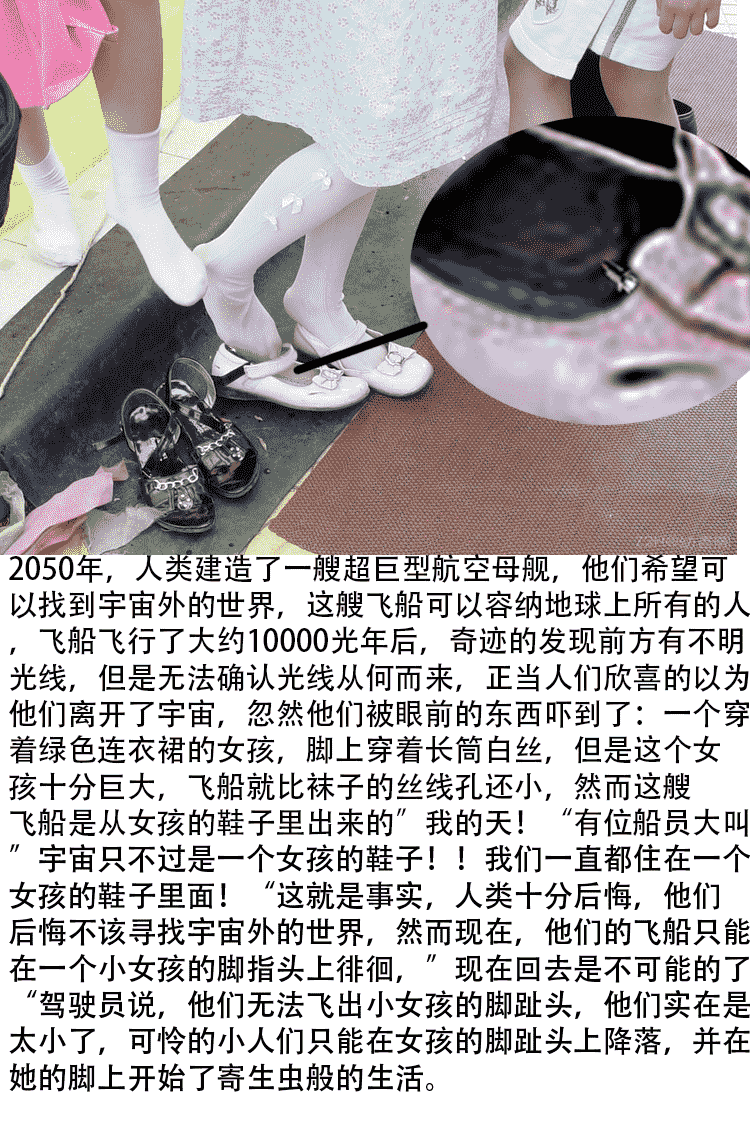 2050年，人类建造了一艘超巨型航空母舰，他们希望可
以找到宇宙外的世界，这艘飞船可以容纳地球上所有的人
，飞船飞行了大约10000光年后，奇迹的发现前方有不明
光线，但是无法确认光线从何而来，正当人们欣喜的以为
他们离开了宇宙，忽然他们被眼前的东西吓到了：一个穿
着绿色连衣裙的女孩，脚上穿着长筒白丝，但是这个女
孩十分巨大，飞船就比袜子的丝线孔还小，然而这艘
飞船是从女孩的鞋子里出来的”我的天！“有位船员大叫
”宇宙只不过是一个女孩的鞋子！！我们一直都住在一个
女孩的鞋子里面！“这就是事实，人类十分后悔，他们
后悔不该寻找宇宙外的世界，然而现在，他们的飞船只能
在一个小女孩的脚指头上徘徊，”现在回去是不可能的了
“驾驶员说，他们无法飞出小女孩的脚趾头，他们实在是
太小了，可怜的小人们只能在女孩的脚趾头上降落，并在
她的脚上开始了寄生虫般的生活。